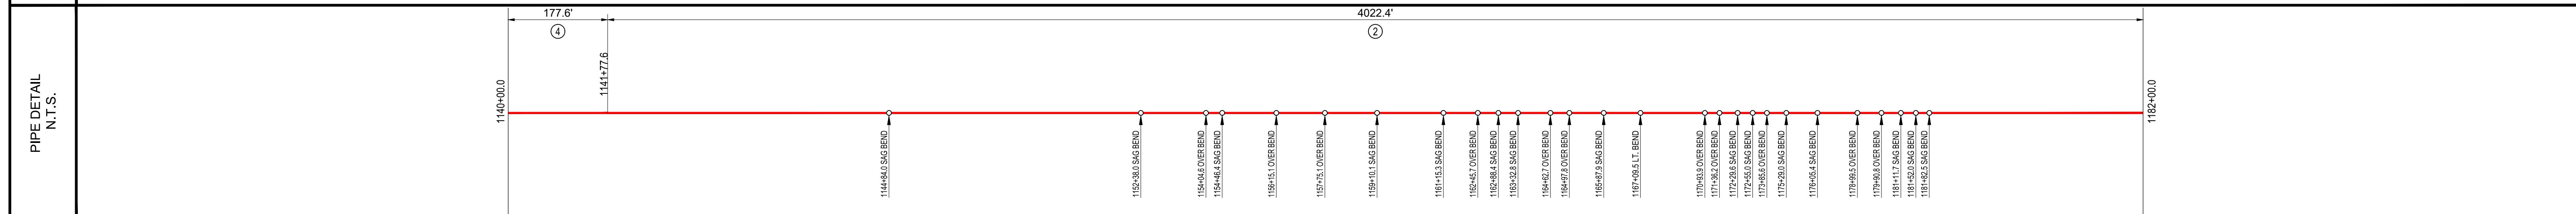 177.6'
4022.4'
4
2
PIPE DETAIL
N.T.S.
1140+00.0
1141+77.6
1144+84.0 SAG BEND
1152+38.0 SAG BEND
1154+04.6 OVER BEND
1154+46.4 SAG BEND
1156+15.1 OVER BEND
1157+75.1 OVER BEND
1159+10.1 SAG BEND
1161+15.3 SAG BEND
1162+45.7 OVER BEND
1162+88.4 SAG BEND
1163+32.8 SAG BEND
1164+62.7 OVER BEND
1164+97.8 OVER BEND
1165+87.9 SAG BEND
1167+09.5 LT. BEND
1170+93.9 OVER BEND
1171+36.2 OVER BEND
1172+29.6 SAG BEND
1172+55.0 SAG BEND
1173+65.6 OVER BEND
1175+29.0 SAG BEND
1176+05.4 SAG BEND
1178+99.5 OVER BEND
1179+90.8 OVER BEND
1181+11.7 SAG BEND
1181+52.0 SAG BEND
1181+82.5 SAG BEND
1182+00.0